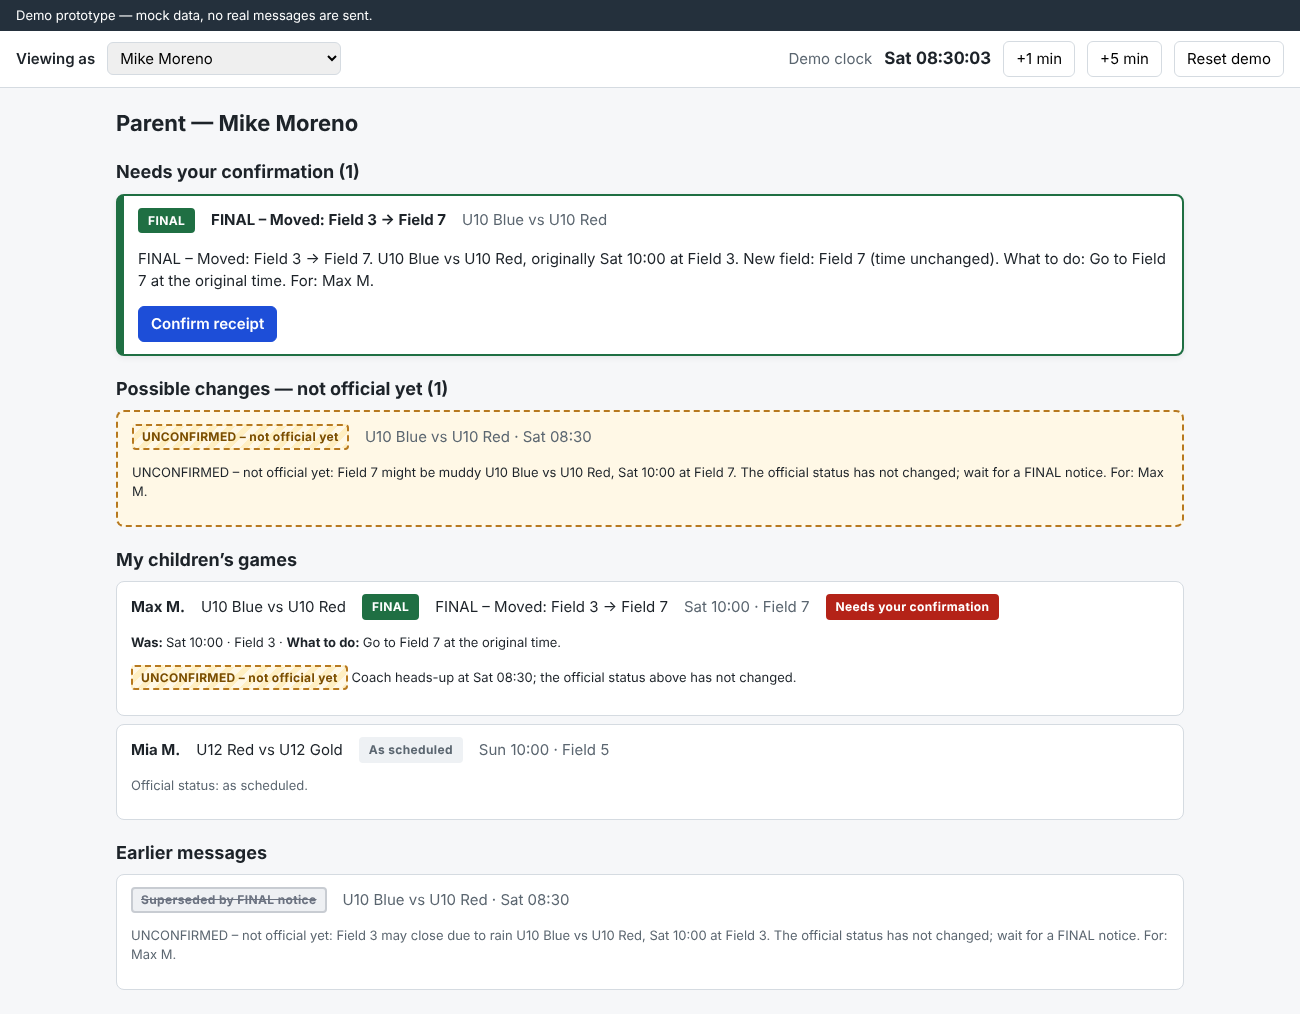 Demo prototype — mock data, no real messages are sent.
Viewing as Mike Moreno Demo clock Sat 08:30:03 +1 min +5 min Reset demo
Parent — Mike Moreno
Needs your confirmation (1)
FINAL FINAL – Moved: Field 3 → Field 7 U10 Blue vs U10 Red
FINAL – Moved: Field 3 → Field 7. U10 Blue vs U10 Red, originally Sat 10:00 at Field 3. New field: Field 7 (time unchanged). What to do: Go to Field
7 at the original time. For: Max M.
Confirm receipt
Possible changes — not official yet (1)
UNCONFIRMED – not official yet U10 Blue vs U10 Red · Sat 08:30
UNCONFIRMED – not official yet: Field 7 might be muddy U10 Blue vs U10 Red, Sat 10:00 at Field 7. The official status has not changed; wait for a FINAL notice. For: Max
M.
My children’s games
Max M. U10 Blue vs U10 Red FINAL FINAL – Moved: Field 3 → Field 7 Sat 10:00 · Field 7 Needs your confirmation
Was: Sat 10:00 · Field 3 · What to do: Go to Field 7 at the original time.
UNCONFIRMED – not official yet Coach heads-up at Sat 08:30; the official status above has not changed.
Mia M. U12 Red vs U12 Gold As scheduled Sun 10:00 · Field 5
Official status: as scheduled.
Earlier messages
Superseded by FINAL notice U10 Blue vs U10 Red · Sat 08:30
UNCONFIRMED – not official yet: Field 3 may close due to rain U10 Blue vs U10 Red, Sat 10:00 at Field 3. The official status has not changed; wait for a FINAL notice. For:
Max M.